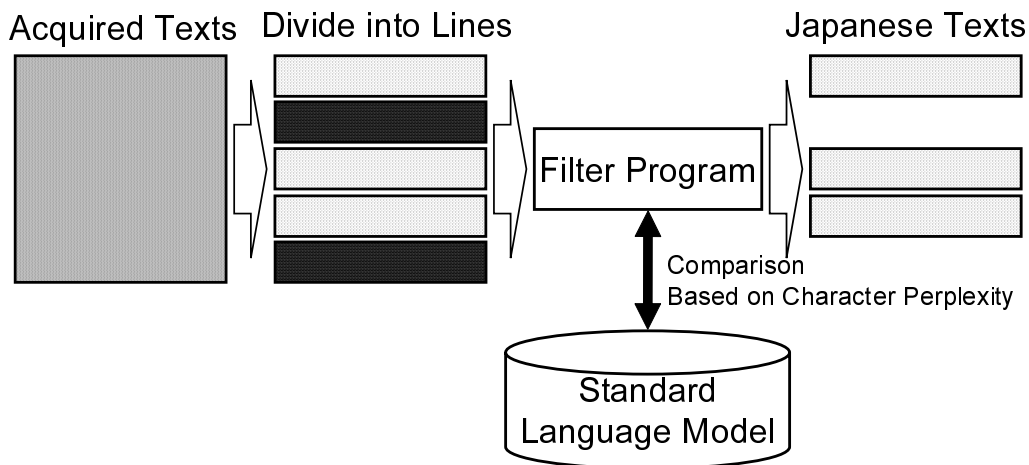 Acquired Texts
Divide into Lines
Japanese Texts
Filter Program
Comparison
Based on Character Perplexity
Standard
Language Model